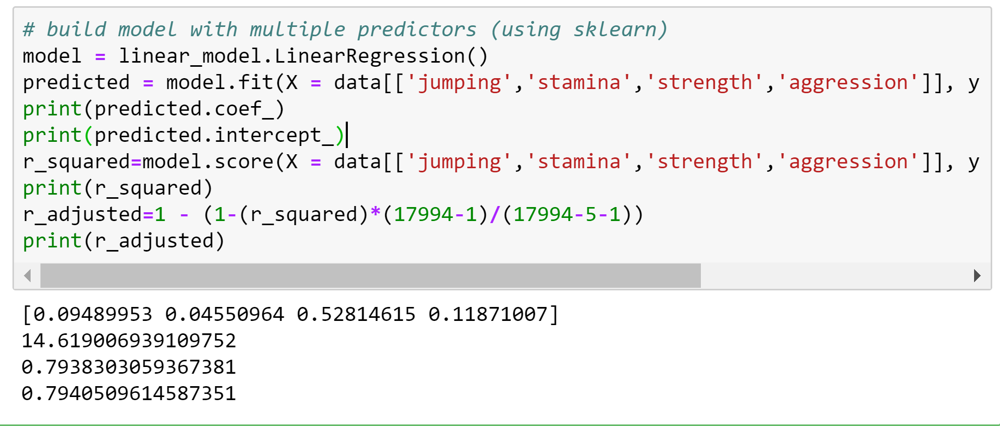 # build model with multiple predictors (using sklearn)
model = linear_model.LinearRegression()
predicted = model.fit(X = data[['jumping','stamina','strength','aggression']], y
print(predicted.coef_)
print(predicted.intercept_)
r_squared=model.score(X = data[['jumping','stamina','strength','aggression']], y
print(r_squared)
r_adjusted=1 - (1-(r_squared)*(17994-1)/(17994-5-1))
print(r_adjusted)
[0.09489953 0.04550964 0.52814615 0.11871007]
14.619006939109752
0.7938303059367381
0.7940509614587351